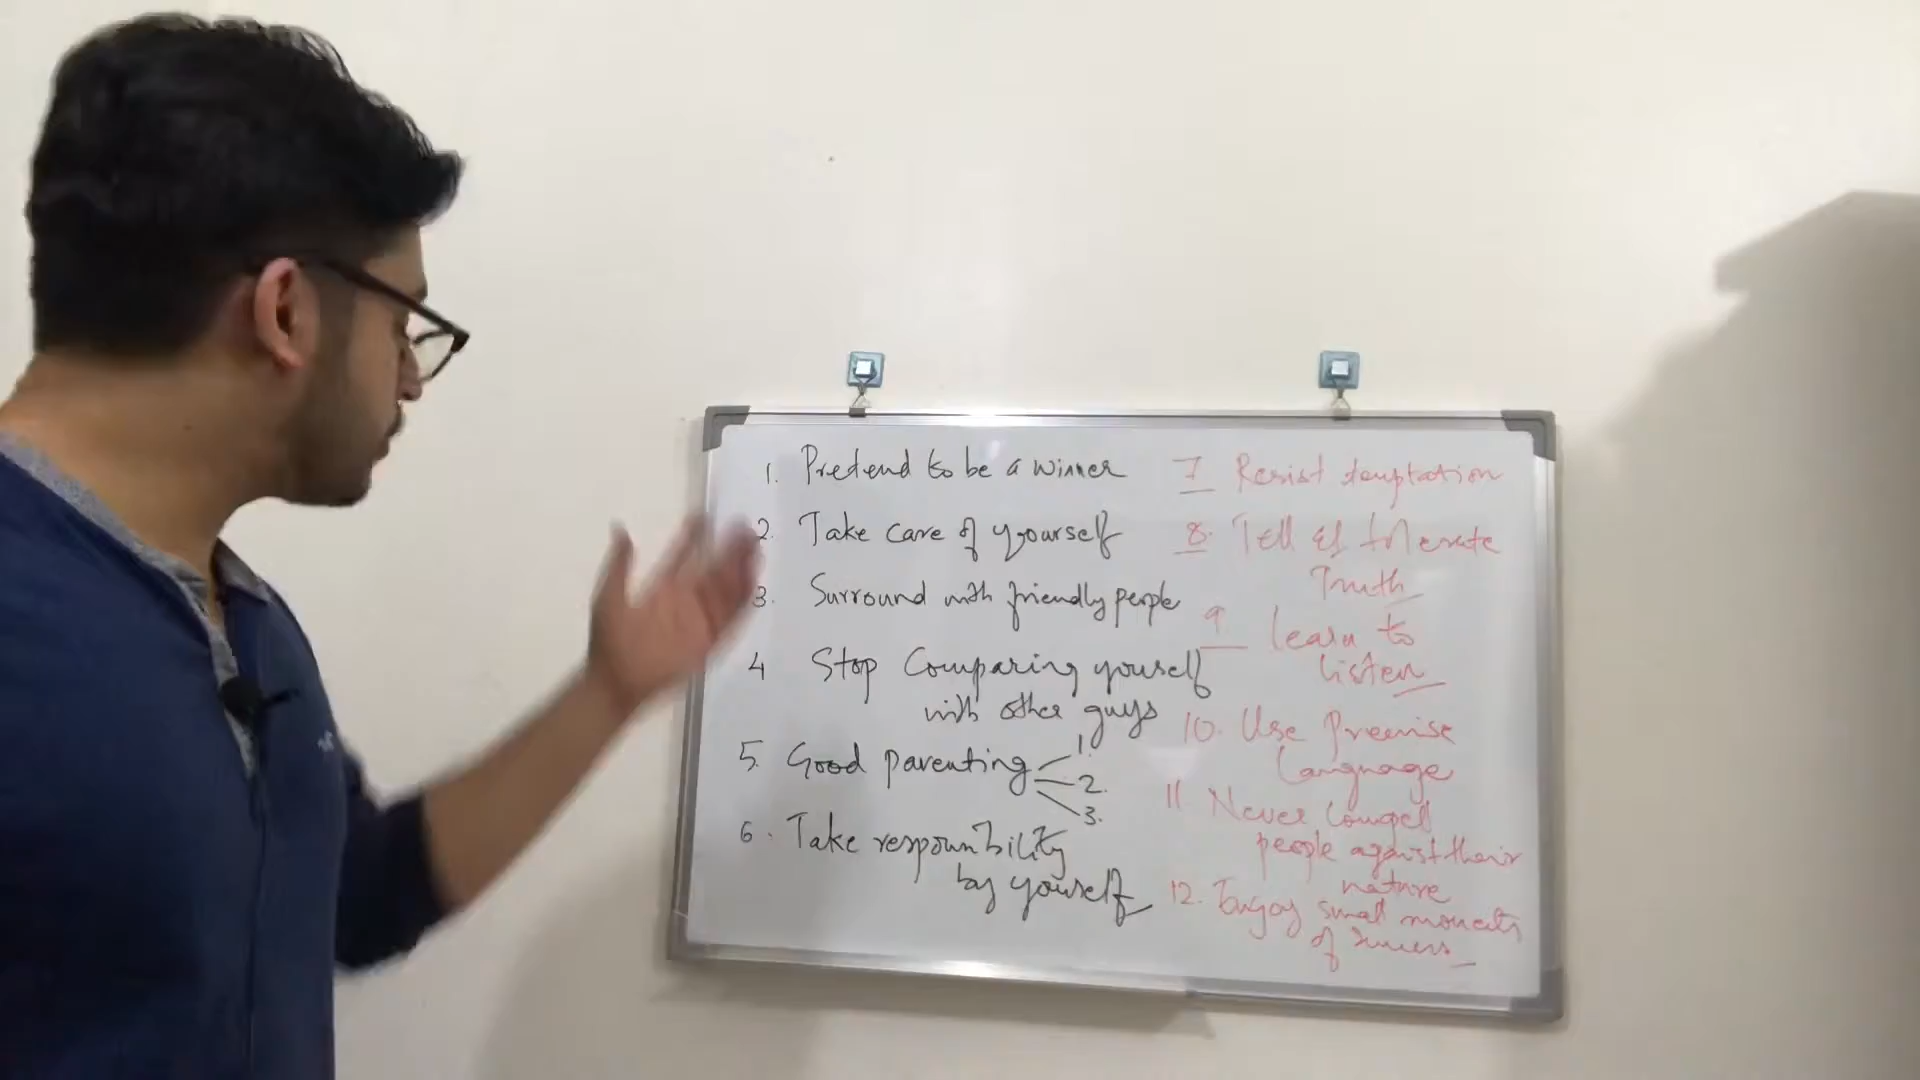 1. Pretend to be a winner
2. Take care of yourself
3. Surround with friendly people
4 Stop Comparing yourself
with other guys
5. Good parenting
1.
2.
3.
6. Take responsibility
by yourself
7 Resist temptation
8. Tell & tolerate
Truth
9 Learn to
listen
10. Use Precise
Language
11 Never
people against their
nature
12. Enjoy small moments
of